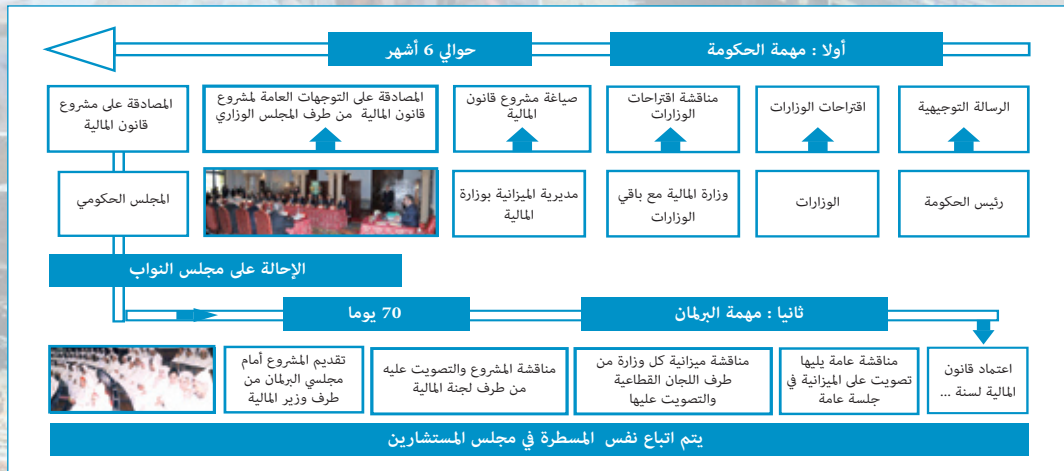 أولا : مهمة الحكومة
حوالي 6 أشهر
الرسالة التوجيهية
اقتراحات الوزارات
مناقشة اقتراحات
الوزارات
صياغة مشروع قانون
المالية
المصادقة على التوجهات العامة لمشروع
قانون المالية من طرف المجلس الوزاري
المصادقة على مشروع
قانون المالية
رئيس الحكومة
الوزارات
وزارة المالية مع باقي
الوزارات
مديرية الميزانية بوزارة
المالية
المجلس الحكومي
الإحالة على مجلس النواب
ثانيا : مهمة البرلمان
70 يوما
تقديم المشروع أمام
مجلسي البرلمان من
طرف وزير المالية
مناقشة المشروع والتصويت عليه
من طرف لجنة المالية
مناقشة ميزانية كل وزارة من
طرف اللجان القطاعية
والتصويت عليها
مناقشة عامة يليها
تصويت على الميزانية في
جلسة عامة
اعتماد قانون
المالية لسنة ...
يتم اتباع نفس المسطرة في مجلس المستشارين